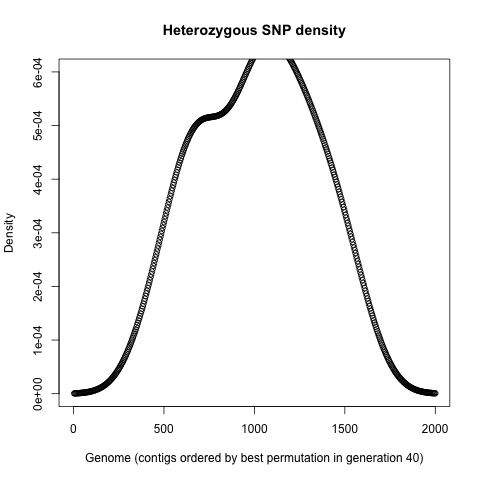 Heterozygous SNP density
Density
6e-04
5e-04
4e-04
3e-04
2e-04
1e-04
0e+00
0 500 1000 1500 2000
Genome (contigs ordered by best permutation in generation 40)